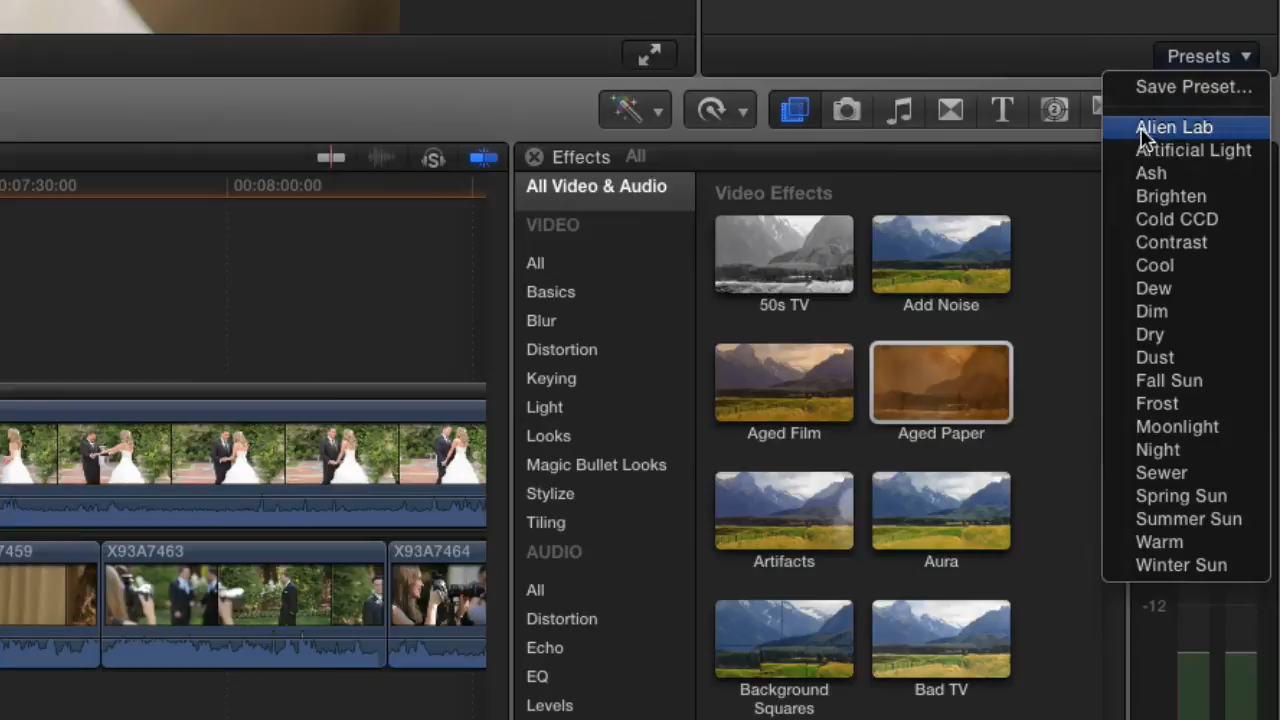 Presets
Save Preset...
Alien Lab
Artificial Light
Ash
Brighten
Cold CCD
Contrast
Cool
Dew
Dim
Dry
Dust
Fall Sun
Frost
Moonlight
Night
Sewer
Spring Sun
Summer Sun
Warm
Winter Sun
T
2
S
0:07:30:00
00:08:00:00
7459
X93A7463
X93A7464
Effects All
All Video & Audio
VIDEO
All
Basics
Blur
Distortion
Keying
Light
Looks
Magic Bullet Looks
Stylize
Tiling
AUDIO
All
Distortion
Echo
EQ
Levels
Video Effects
50s TV
Add Noise
Aged Film
Aged Paper
Artifacts
Aura
Background
Squares
Bad TV
-12